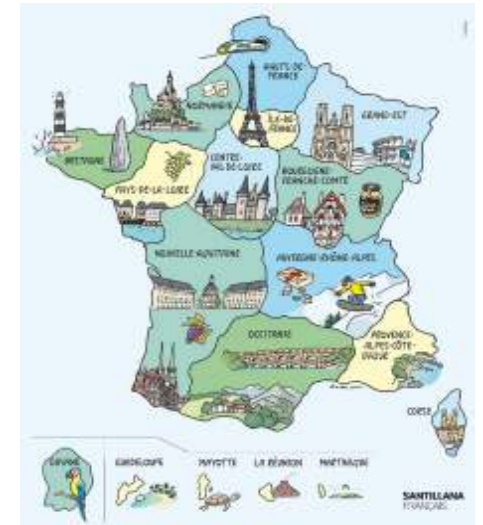 HAUTS-DE-
FRANCE
NORMANDIE
ÎLE-DE-
FRANCE
GRAND-EST
BRETAGNE
PAYS-DE-LA-LOIRE
CENTRE-
VAL DE LOIRE
BOURGOGNE-
FRANCHE-COMTÉ
NOUVELLE-AQUITAINE
AUVERGNE-RHÔNE-ALPES
OCCITANIE
PROVENCE-
ALPES-CÔTE-
D'AZUR
CORSE
GUYANE
GUADELOUPE
MAYOTTE
LA RÉUNION
MARTINIQUE
SANTILLANA
FRANÇAIS